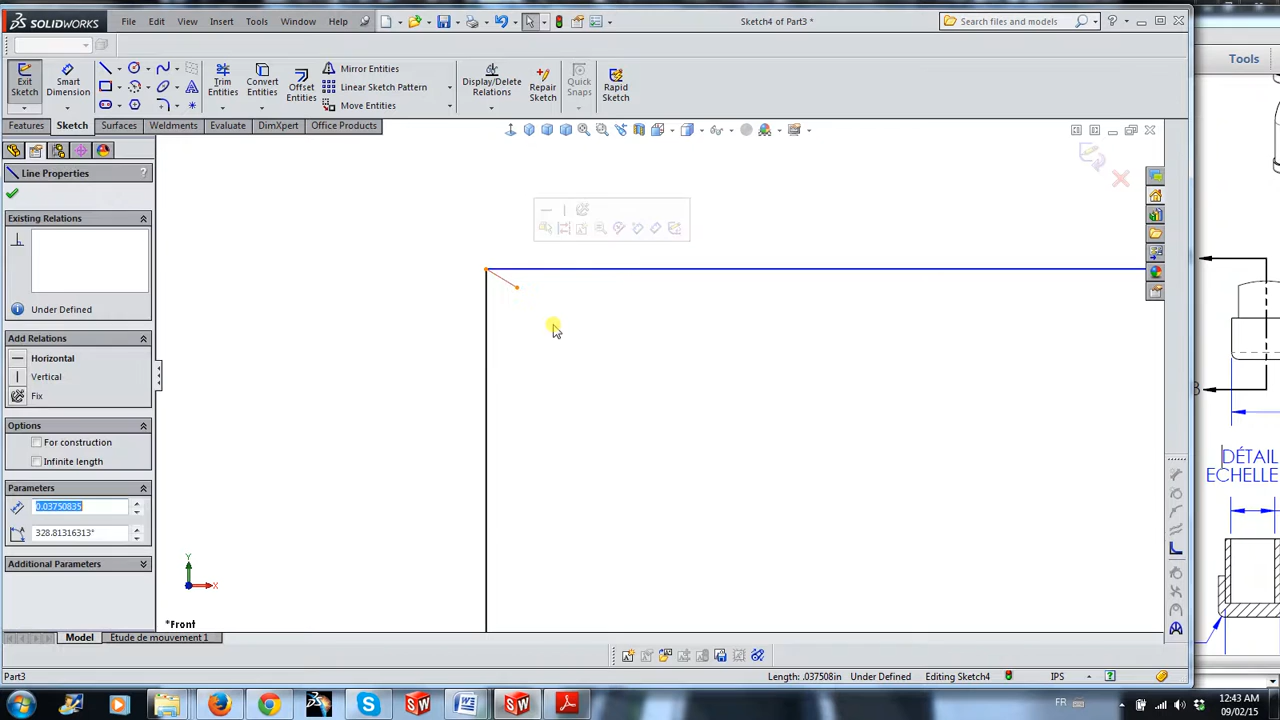 SOLIDWORKS File Edit View Insert Tools Window Help Sketch4 of Part3 * Search files and models
Tools
Exit Sketch
Smart Dimension
Trim Entities
Convert Entities
Offset Entities
Mirror Entities
Linear Sketch Pattern
Move Entities
Display/Delete Relations
Repair Sketch
Quick Snaps
Rapid Sketch
Features Sketch Surfaces Weldments Evaluate DimXpert Office Products
Line Properties ?
Existing Relations
Under Defined
Add Relations
Horizontal
Vertical
Fix
Options
For construction
Infinite length
Parameters
0.03750835
328.81316313°
Additional Parameters
Y
X
*Front
DÉTAIL
ECHELLE
Model Etude de mouvement 1
Part3 Length: .037508in Under Defined Editing Sketch4 IPS
FR 12:43 AM
09/02/15